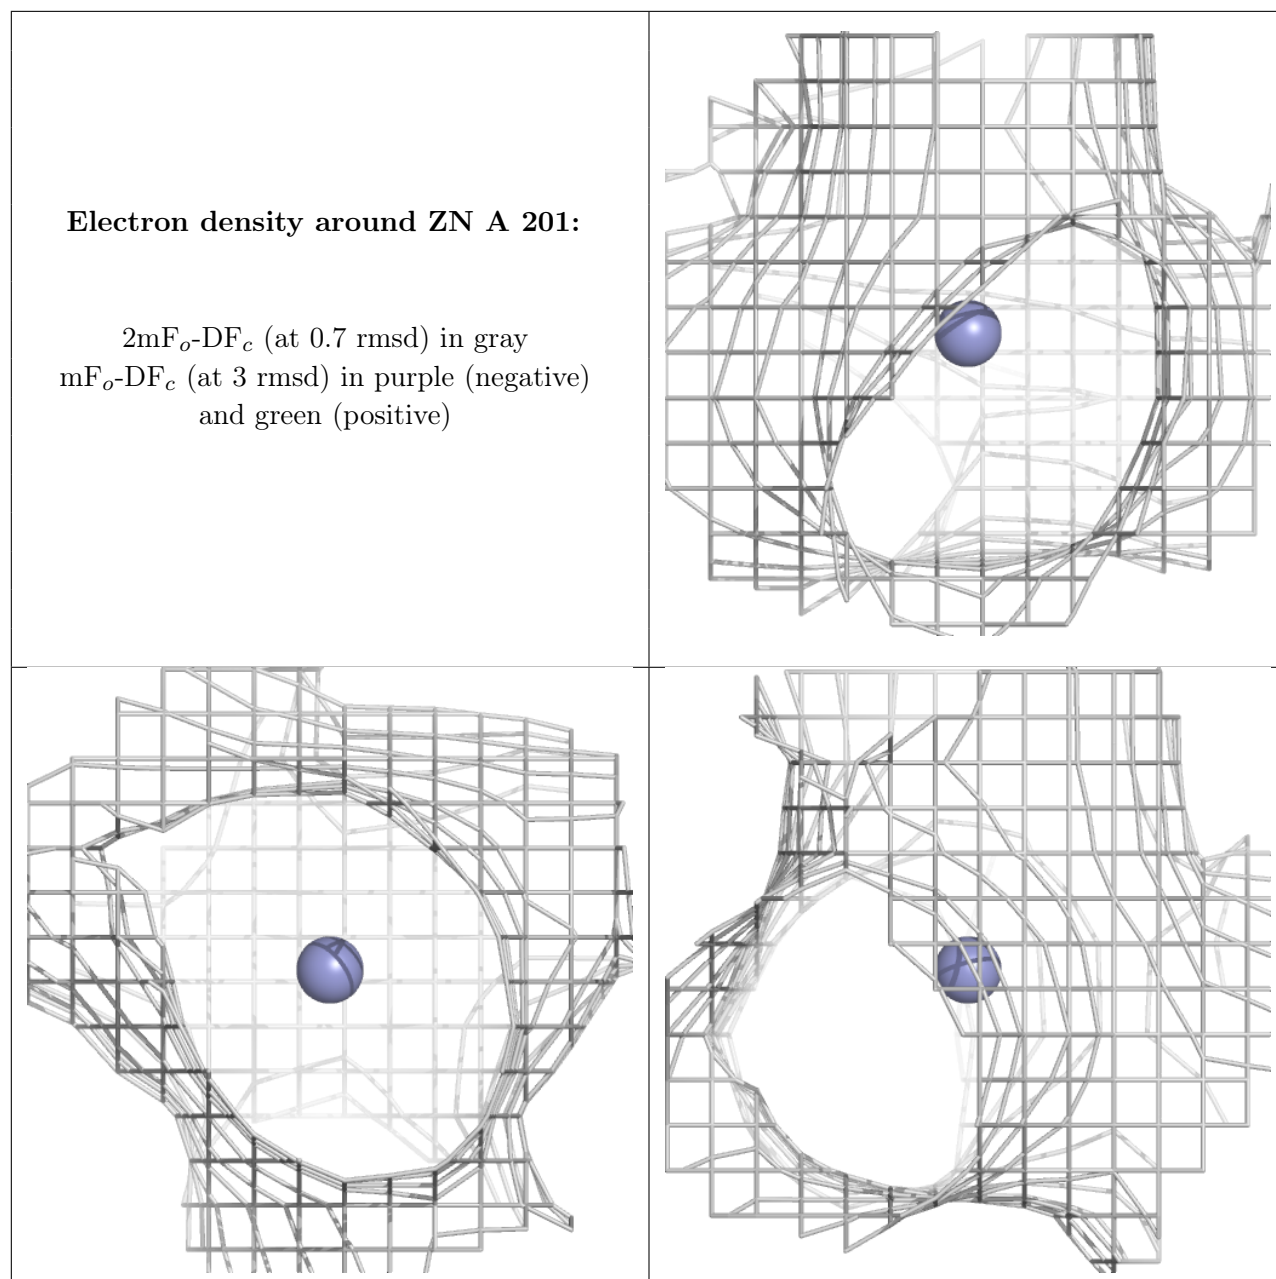 Electron density around ZN A 201:
2mFo-DFc (at 0.7 rmsd) in gray
mFo-DFc (at 3 rmsd) in purple (negative)
and green (positive)